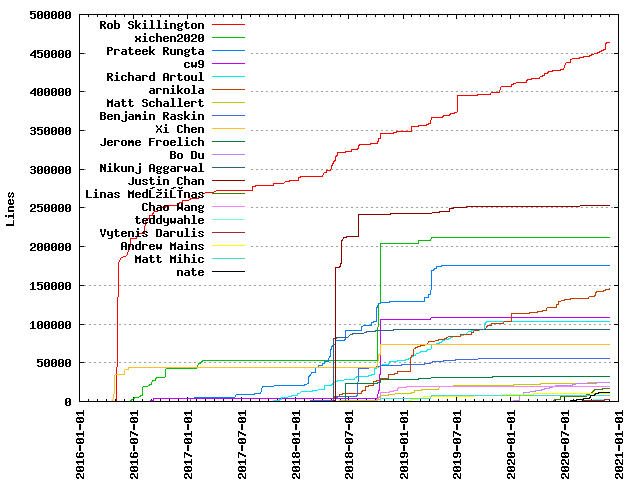 500000
450000
400000
350000
300000
250000
200000
150000
100000
50000
0
Lines
Rob Skillington
xichen2020
Prateek Rungta
cw9
Richard Artoul
arnikola
Matt Schallert
Benjamin Raskin
Xi Chen
Jerome Froelich
Bo Du
Nikunj Aggarwal
Justin Chan
Linas
Chao Wang
teddywahle
Vytenis Darulis
Andrew Mains
Matt Mihic
nate
2016-01-01
2016-07-01
2017-01-01
2017-07-01
2018-01-01
2018-07-01
2019-01-01
2019-07-01
2020-01-01
2020-07-01
2021-01-01